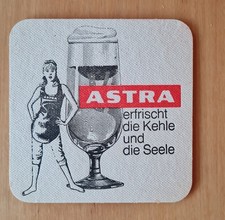 ASTRA
erfrischt
die Kehle
und
die Seele